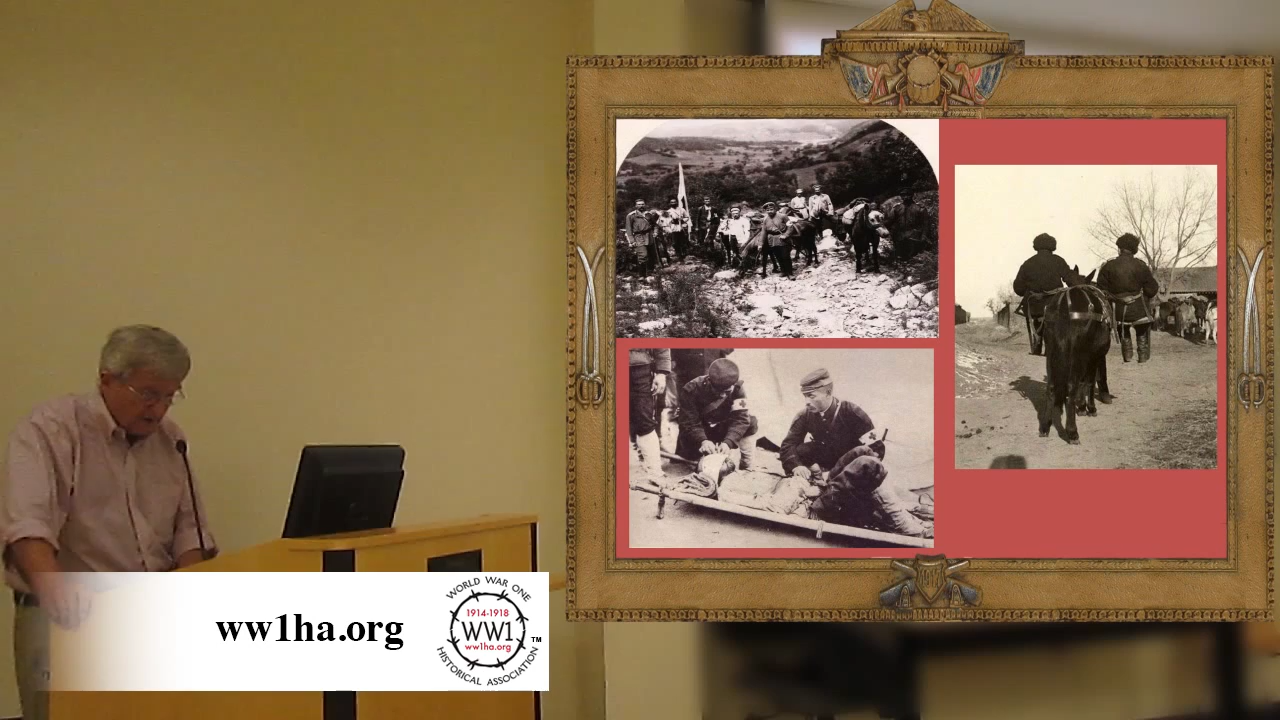 ww1ha.org
WORLD WAR ONE
1914-1918
WW1
ww1ha.org
HISTORICAL ASSOCIATION
TM